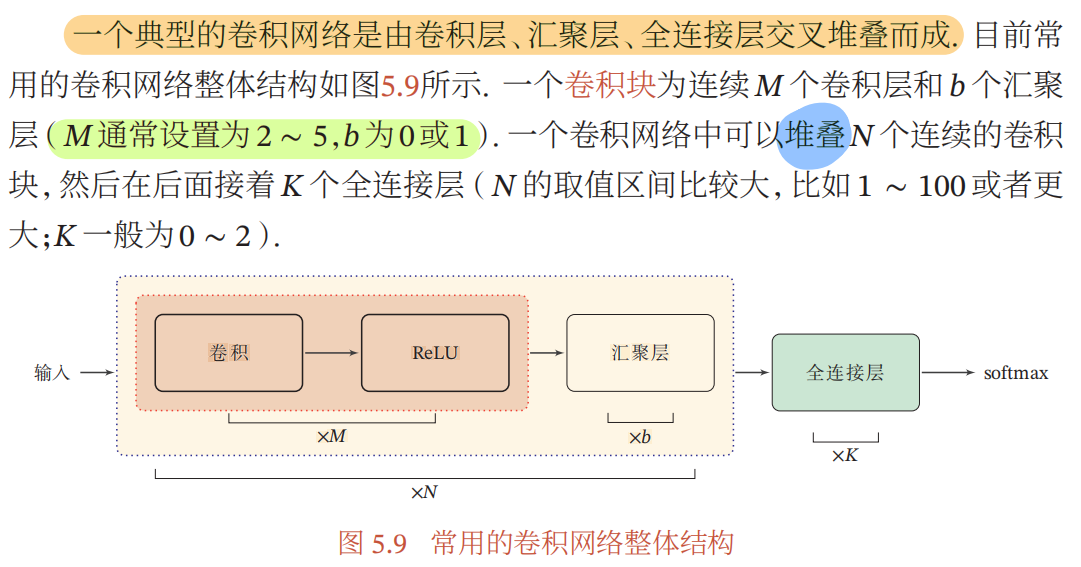 一个典型的卷积网络是由卷积层、汇聚层、全连接层交叉堆叠而成. 目前常
用的卷积网络整体结构如图5.9所示. 一个卷积块为连续 M 个卷积层和 b 个汇聚
层 ( M 通常设置为 2 ∼ 5, b 为 0 或 1 ). 一个卷积网络中可以堆叠 N 个连续的卷积
块, 然后在后面接着 K 个全连接层 ( N 的取值区间比较大, 比如 1 ∼ 100 或者更
大; K 一般为 0 ∼ 2 ).
输入
卷积
ReLU
汇聚层
全连接层
softmax
×M
×b
×K
×N
图 5.9 常用的卷积网络整体结构